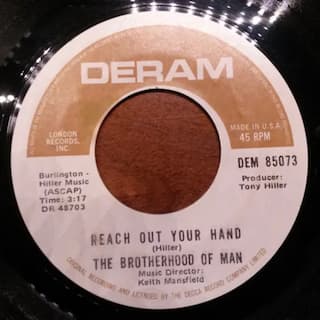 DERAM
LONDON
RECORDS,
INC.
MADE IN U.S.A.
45 RPM
DEM 85073
Burlington -
Hiller Music
(ASCAP)
Time: 3:17
DR 48703
Producer:
Tony Hiller
REACH OUT YOUR HAND
(Hiller)
THE BROTHERHOOD OF MAN
Music Director:
Keith Mansfield
ORIGINATED AND LICENSED BY THE DECCA RECORD COMPANY LIMITED